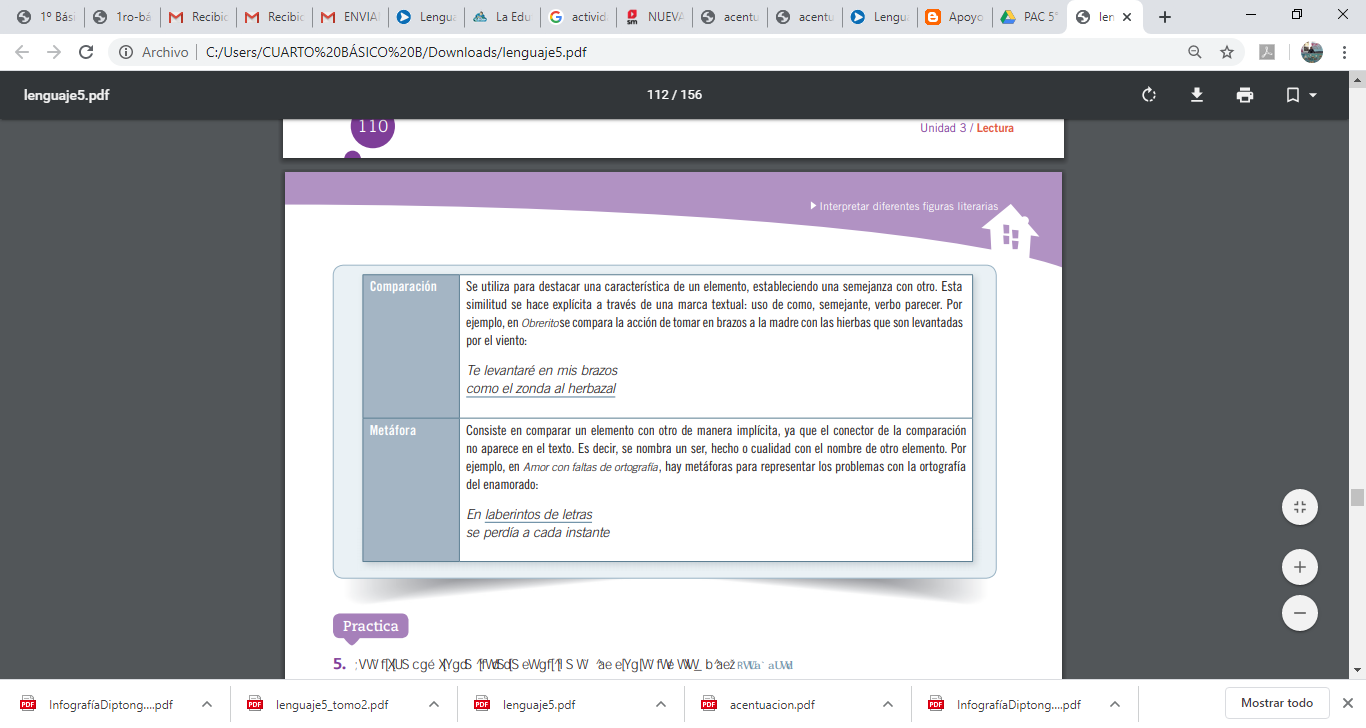 1º Bási
1ro-bá
Recibic
Recibic
ENVIA
Lengua
La Edu
activid
NUEVA
acentu
acentu
Lengu
Apoyo
PAC 5°
len
Archivo C:/Users/CUARTO%20BÁSICO%20B/Downloads/lenguaje5.pdf
lenguaje5.pdf
112 / 156
110
Unidad 3 / Lectura
Interpretar diferentes figuras literarias
Comparación
Se utiliza para destacar una característica de un elemento, estableciendo una semejanza con otro. Esta
similitud se hace explícita a través de una marca textual: uso de como, semejante, verbo parecer. Por
ejemplo, en Obrerito se compara la acción de tomar en brazos a la madre con las hierbas que son levantadas
por el viento:
Te levantaré en mis brazos
como el zonda al herbazal
Metáfora
Consiste en comparar un elemento con otro de manera implícita, ya que el conector de la comparación
no aparece en el texto. Es decir, se nombra un ser, hecho o cualidad con el nombre de otro elemento. Por
ejemplo, en Amor con faltas de ortografía, hay metáforas para representar los problemas con la ortografía
del enamorado:
En laberintos de letras
se perdía a cada instante
Practica
5.
InfografíaDiptong....pdf
lenguaje5_tomo2.pdf
lenguaje5.pdf
acentuacion.pdf
InfografíaDiptong....pdf
Mostrar todo